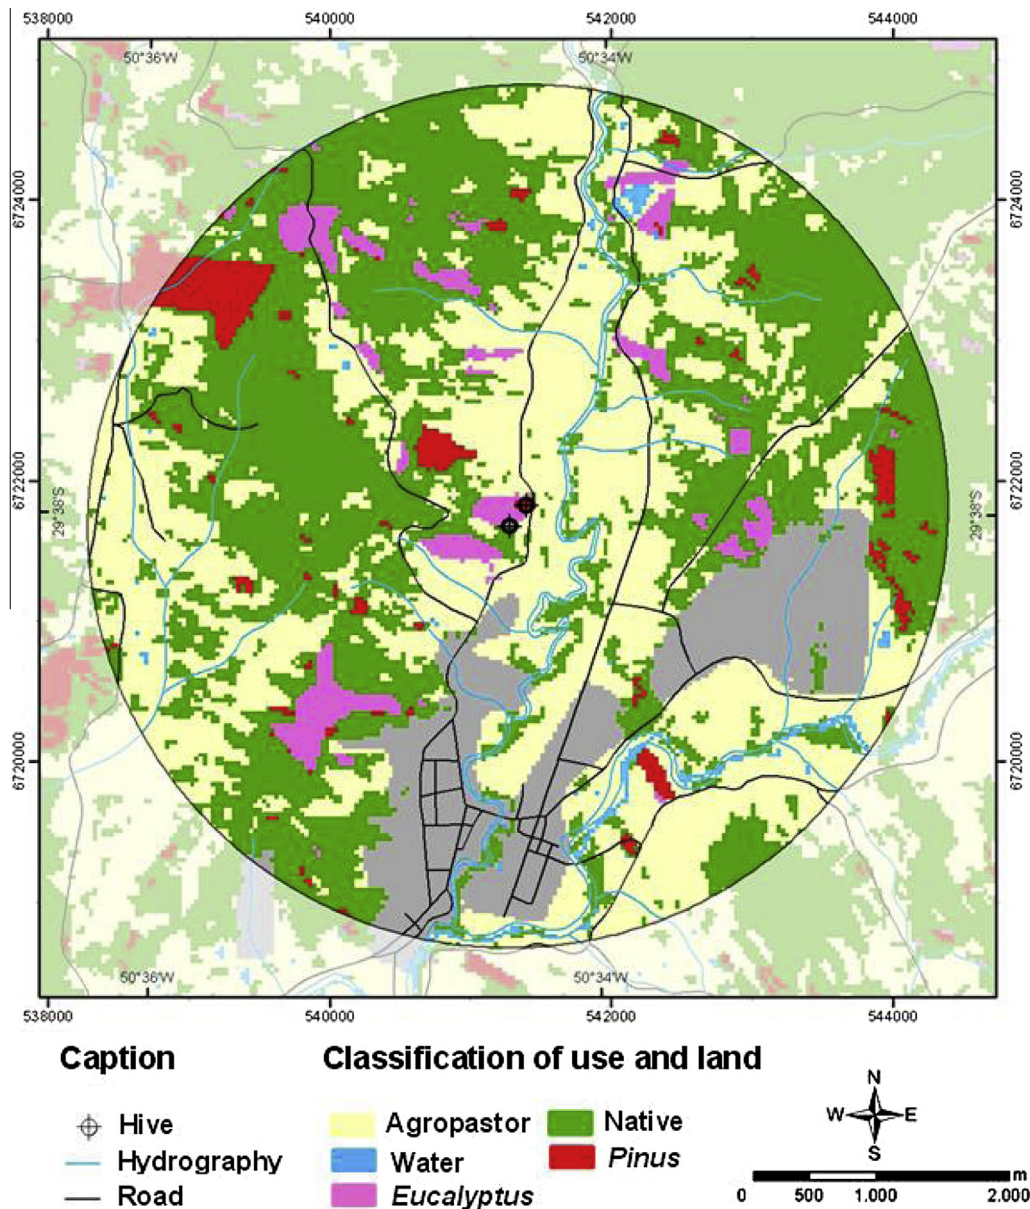 538000 540000 542000 544000
50°36'W 50°34'W
6724000 6724000
6722000 6722000
29°38'S 29°38'S
6720000 6720000
50°36'W 50°34'W
538000 540000 542000 544000
Caption Classification of use and land
Hive Agropastor Native
Hydrography Water Pinus
Road Eucalyptus
N
W E
S
m
0 500 1.000 2.000